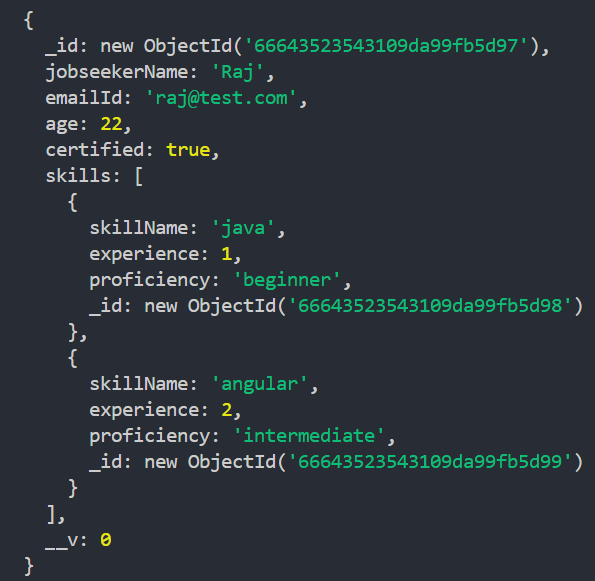 {
  _id: new ObjectId('66643523543109da99fb5d97'),
  jobseekerName: 'Raj',
  emailId: 'raj@test.com',
  age: 22,
  certified: true,
  skills: [
    {
      skillName: 'java',
      experience: 1,
      proficiency: 'beginner',
      _id: new ObjectId('66643523543109da99fb5d98')
    },
    {
      skillName: 'angular',
      experience: 2,
      proficiency: 'intermediate',
      _id: new ObjectId('66643523543109da99fb5d99')
    }
  ],
  __v: 0
}